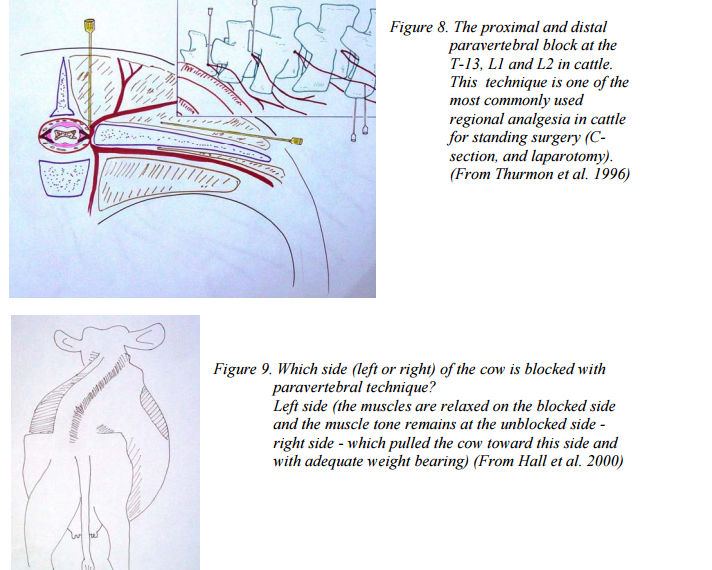 Figure 8. The proximal and distal
paravertebral block at the
T-13, L1 and L2 in cattle.
This technique is one of the
most commonly used
regional analgesia in cattle
for standing surgery (C-
section, and laparotomy).
(From Thurmon et al. 1996)
Figure 9. Which side (left or right) of the cow is blocked with
paravertebral technique?
Left side (the muscles are relaxed on the blocked side
and the muscle tone remains at the unblocked side -
right side - which pulled the cow toward this side and
with adequate weight bearing) (From Hall et al. 2000)